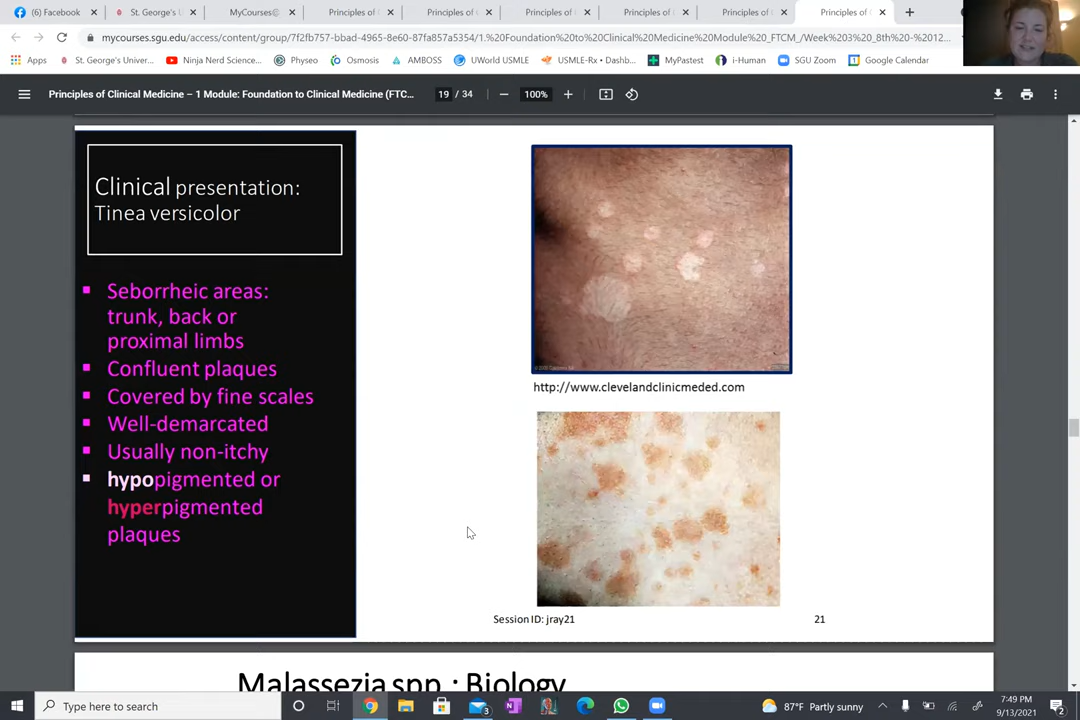 (6) Facebook
St. George's U
MyCourses@
Principles of
Principles of
Principles of
Principles of
Principles of
Principles of
mycourses.sgu.edu/access/content/group/7f2fb757-bbad-4965-8e60-87fa857a5354/1.%20Foundation%20to%20Clinical%20Medicine%20Module%20_FTCM_/Week%203%20_8th%20-%2012...
Apps
St. George's Univer...
Ninja Nerd Science...
Physeo
Osmosis
AMBOSS
UWorld USMLE
USMLE-Rx • Dashb...
MyPastest
i-Human
SGU Zoom
Google Calendar
Principles of Clinical Medicine – 1 Module: Foundation to Clinical Medicine (FTC...
19 / 34
100%
Clinical presentation:
Tinea versicolor
Seborrheic areas:
trunk, back or
proximal limbs
Confluent plaques
Covered by fine scales
Well-demarcated
Usually non-itchy
hypopigmented or
hyperpigmented
plaques
http://www.clevelandclinicmeded.com
Session ID: jray21
21
Malassezia spp.: Biology
Type here to search
3
87°F Partly sunny
7:49 PM
9/13/2021
2